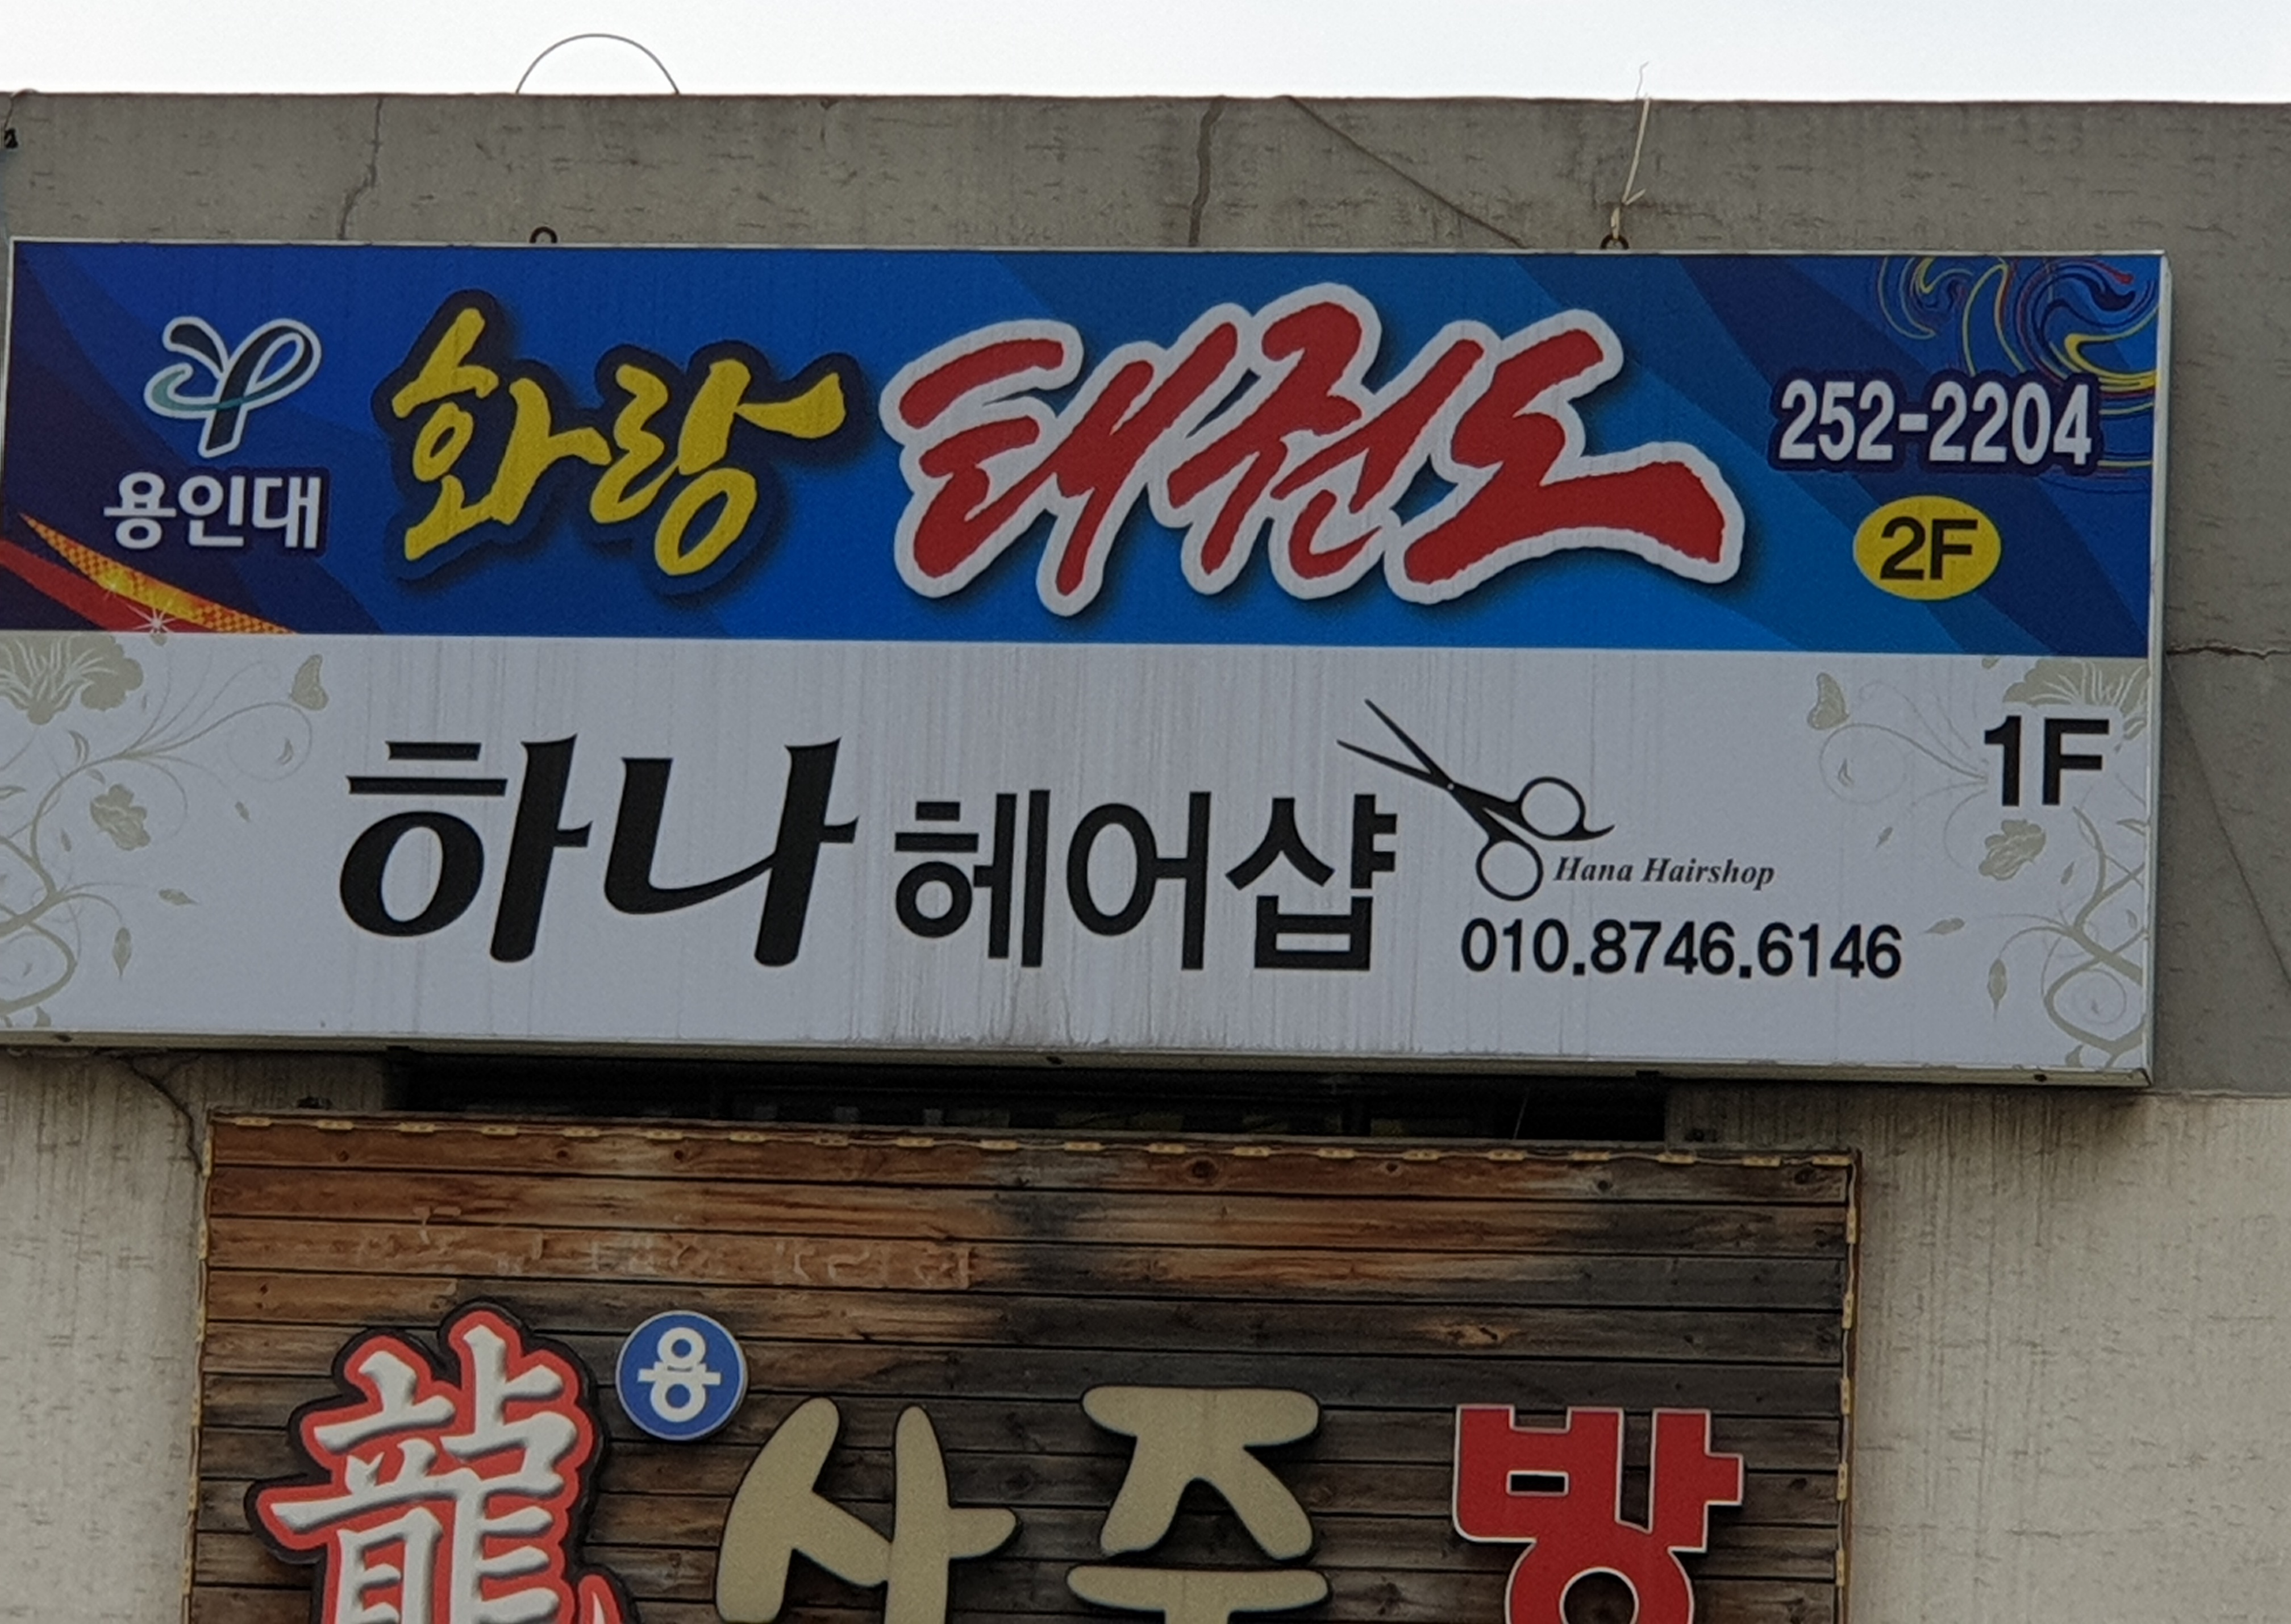 용인대 화랑 태권도 252-2204
2F
하나 헤어샵 1F
Hana Hairshop
010.8746.6146
龍 용 사주 방